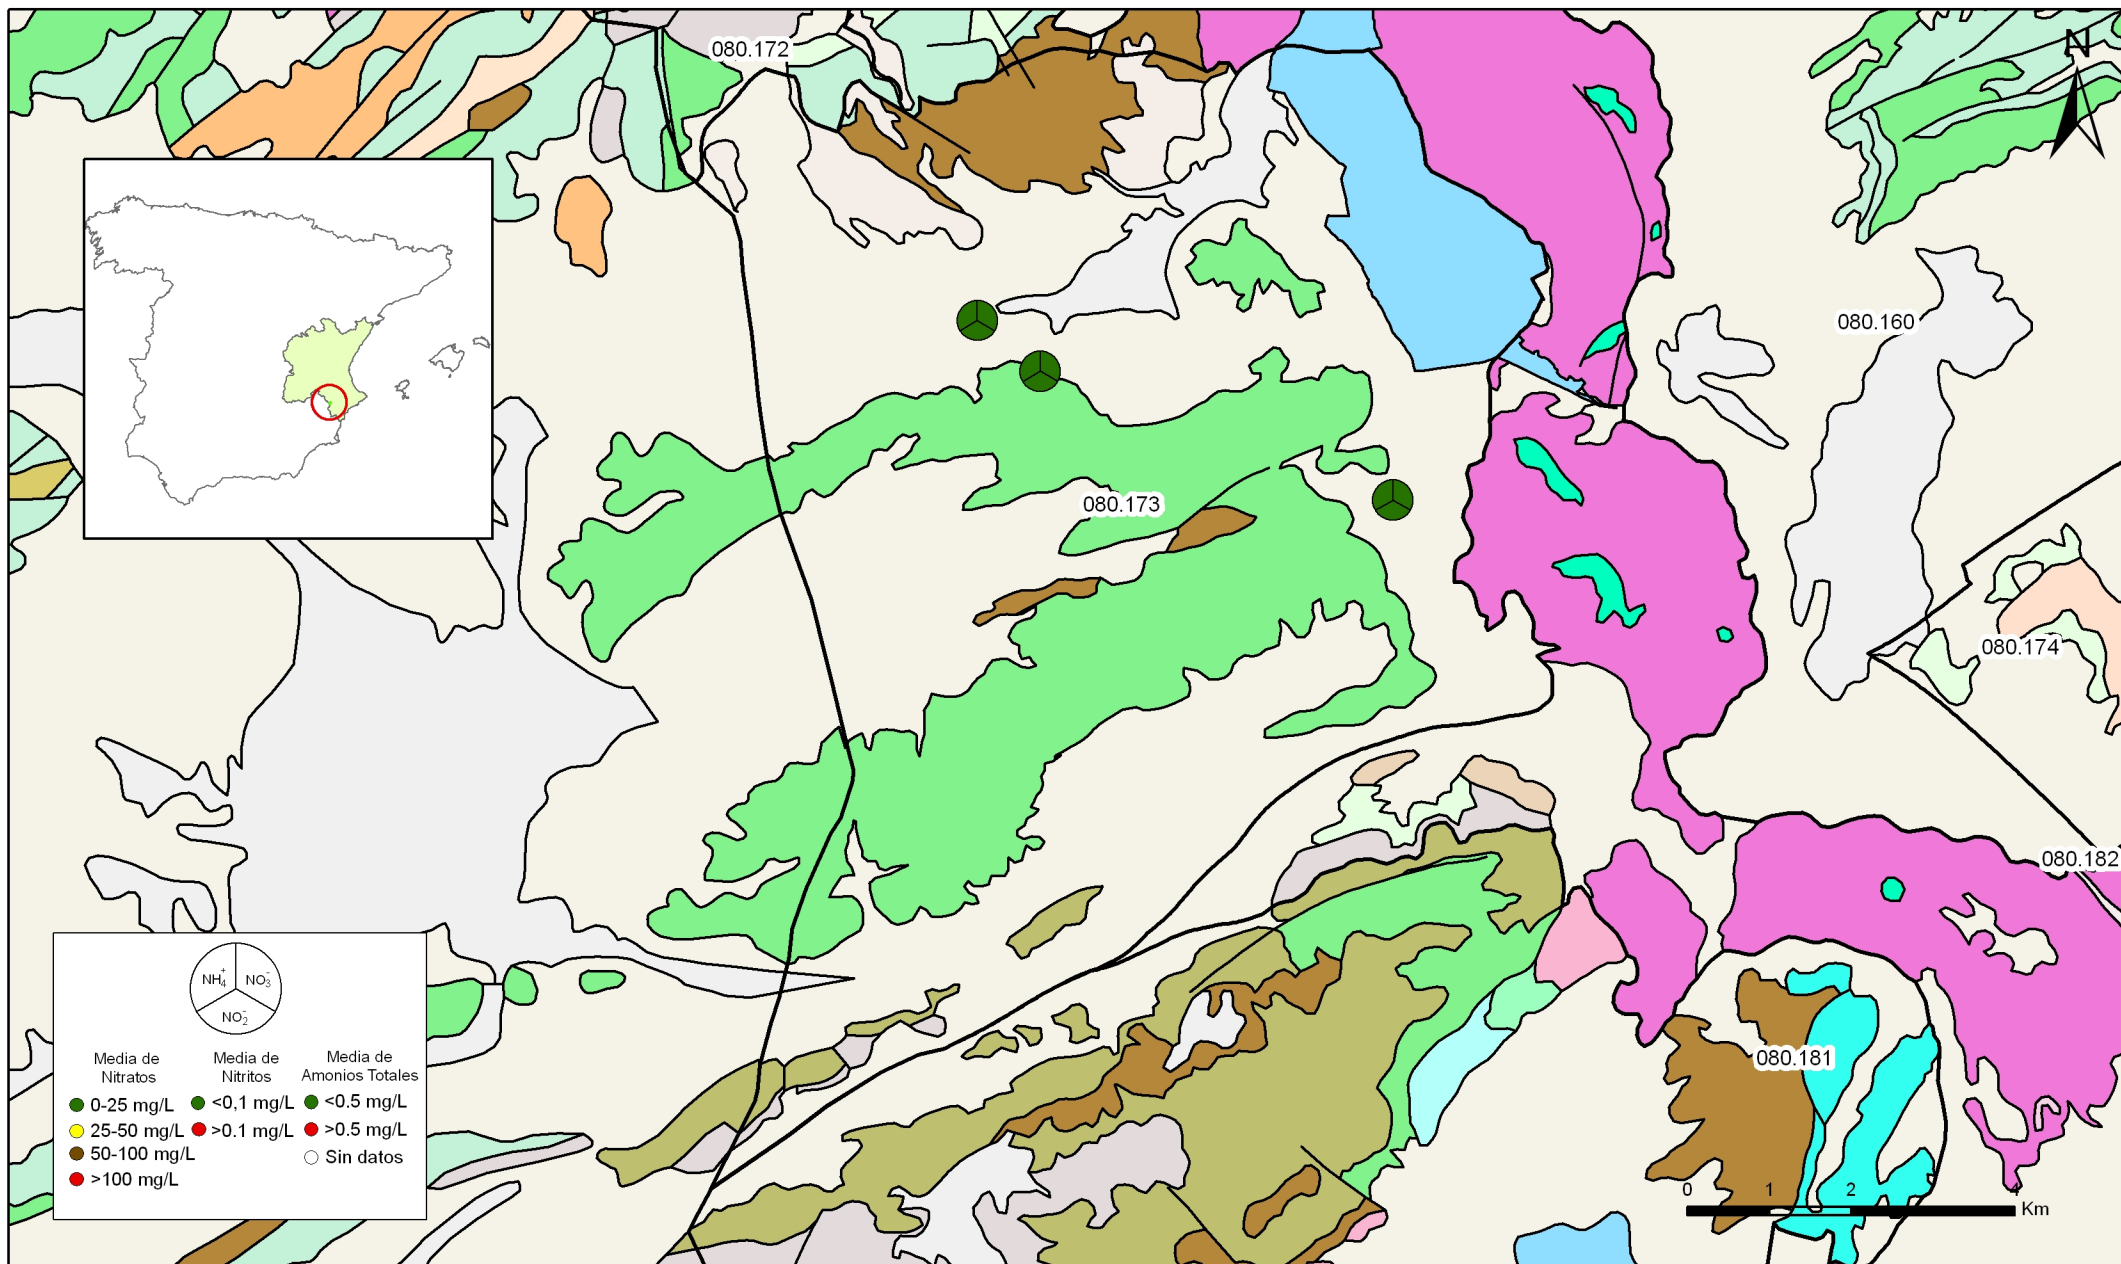 080.172
N
080.160
080.173
080.174
080.182
080.181
0 1 2 4
Km
NH4+ NO3-
NO2-
Media de Nitratos
0-25 mg/L
25-50 mg/L
50-100 mg/L
>100 mg/L
Media de Nitritos
<0,1 mg/L
>0.1 mg/L
Media de Amonios Totales
<0.5 mg/L
>0.5 mg/L
Sin datos